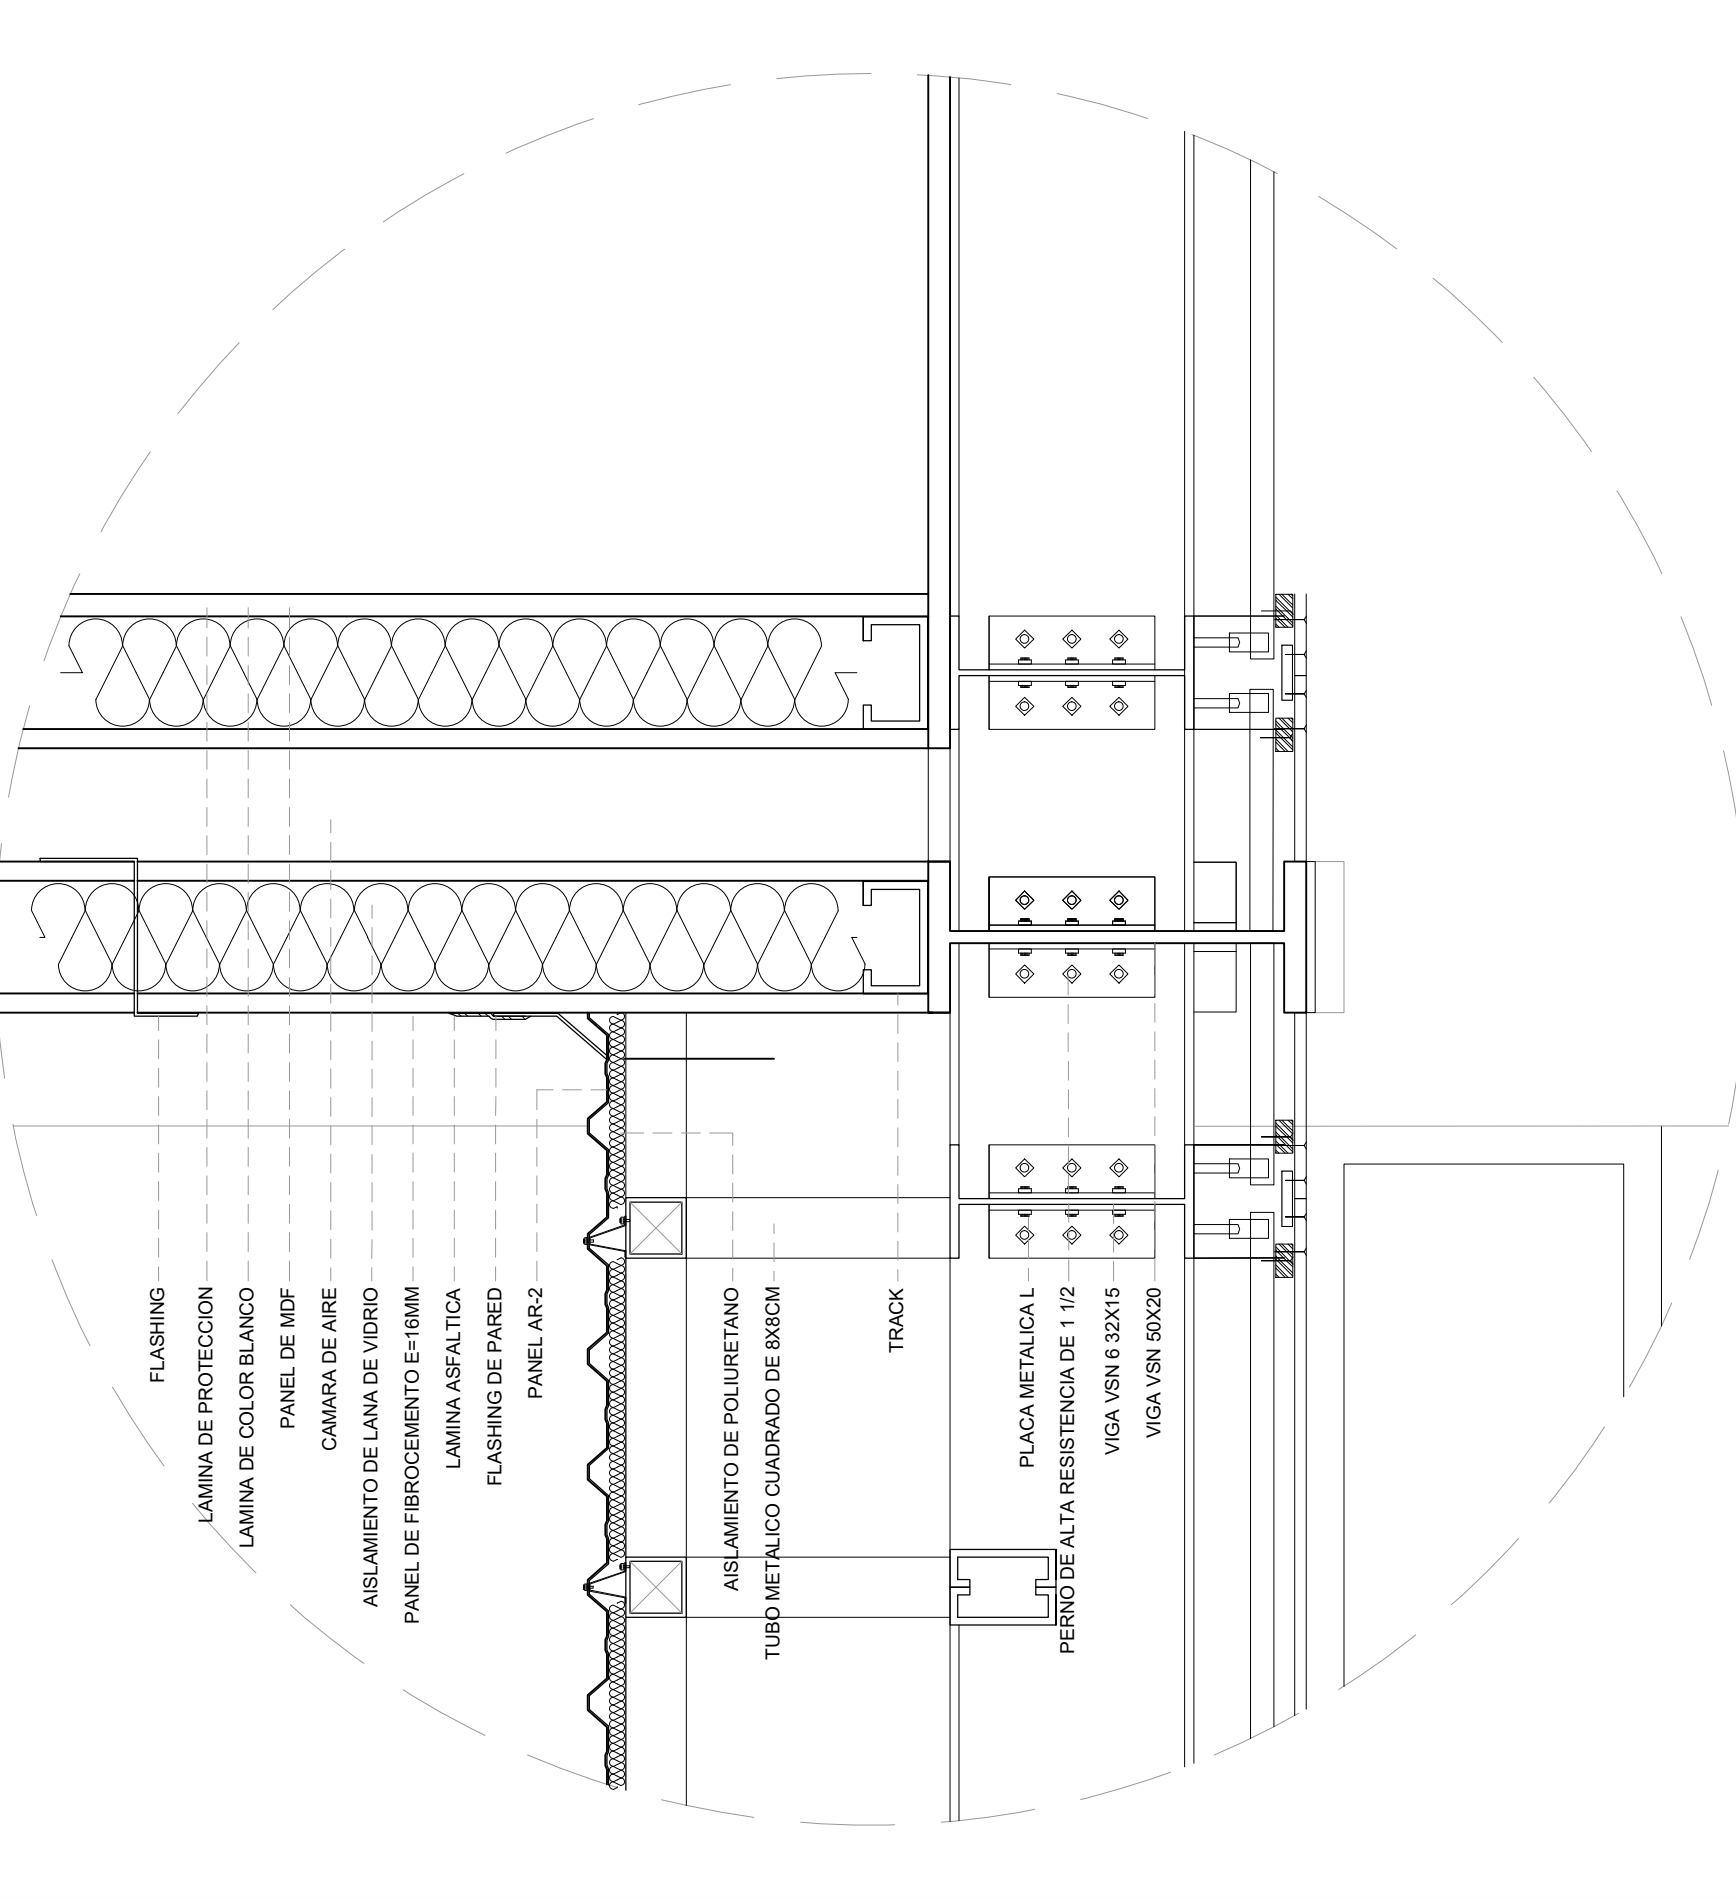 FLASHING
LAMINA DE PROTECCION
LAMINA DE COLOR BLANCO
PANEL DE MDF
CAMARA DE AIRE
AISLAMIENTO DE LANA DE VIDRIO
PANEL DE FIBROCEMENTO E=16MM
LAMINA ASFALTICA
FLASHING DE PARED
PANEL AR-2
AISLAMIENTO DE POLIURETANO
TUBO METALICO CUADRADO DE 8X8CM
TRACK
PLACA METALICA L
PERNO DE ALTA RESISTENCIA DE 1 1/2
VIGA VSN 6 32X15
VIGA VSN 50X20